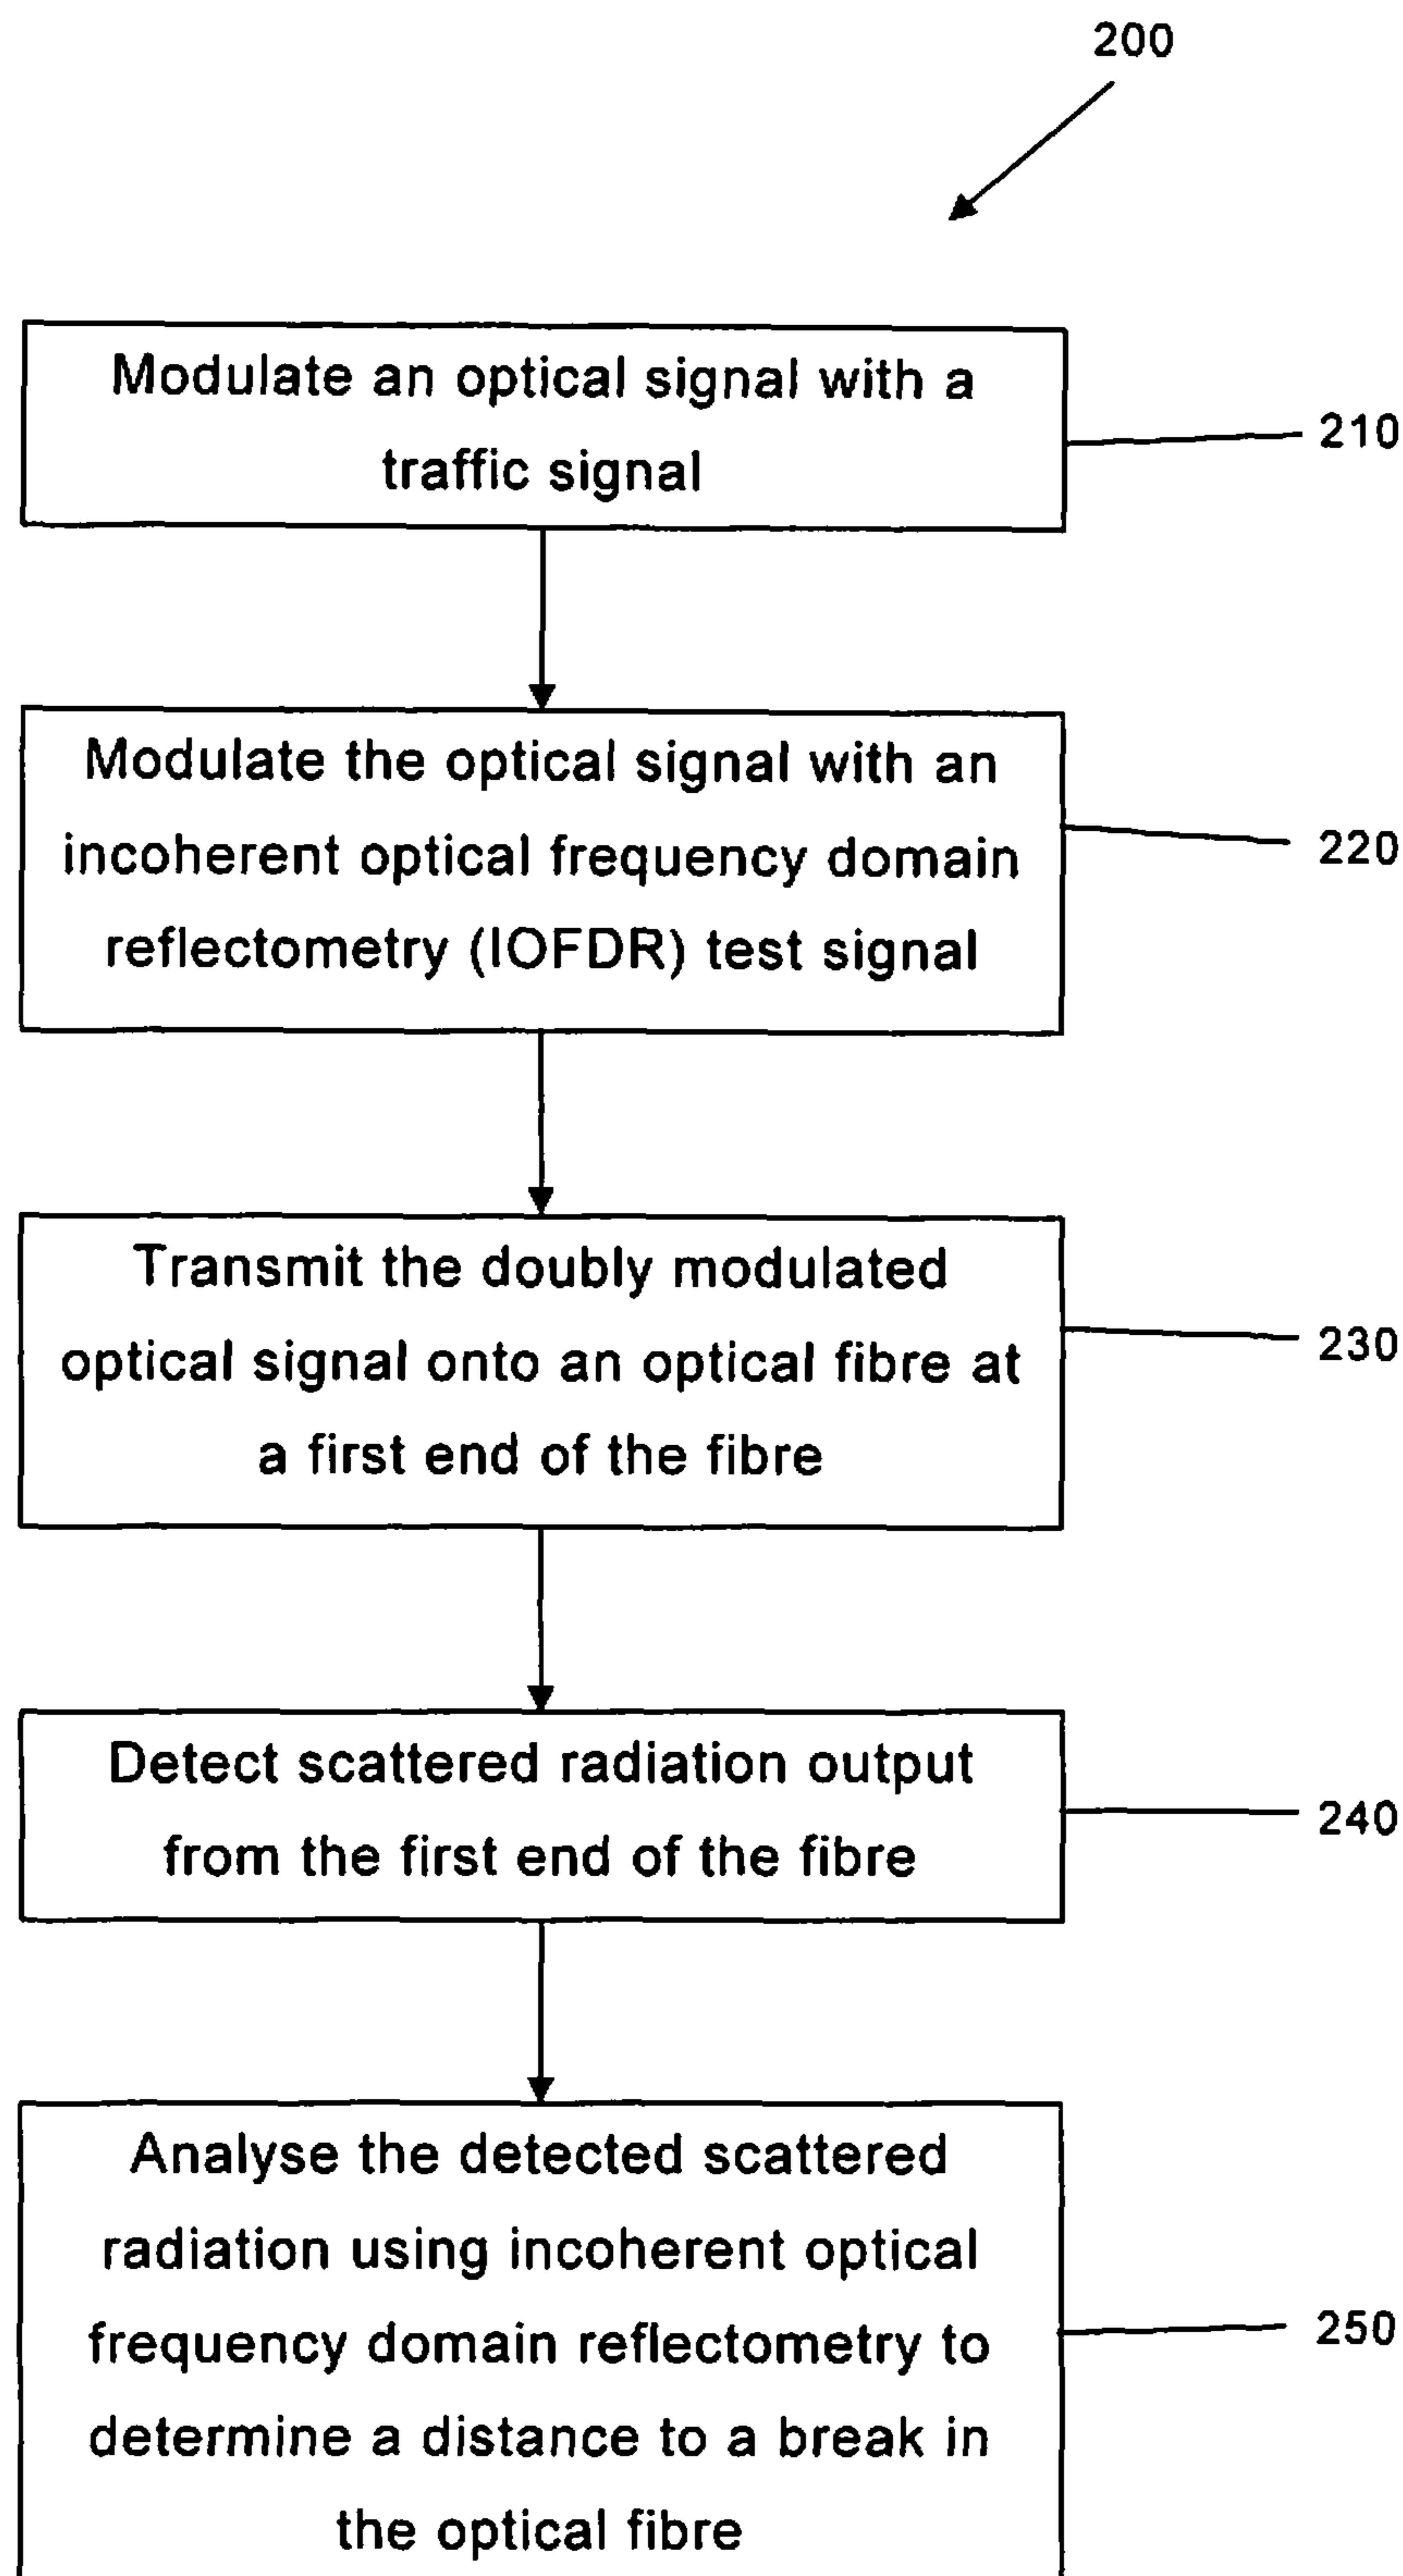 200
Modulate an optical signal with a
traffic signal
210
Modulate the optical signal with an
incoherent optical frequency domain
reflectometry (IOFDR) test signal
220
Transmit the doubly modulated
optical signal onto an optical fibre at
a first end of the fibre
230
Detect scattered radiation output
from the first end of the fibre
240
Analyse the detected scattered
radiation using incoherent optical
frequency domain reflectometry to
determine a distance to a break in
the optical fibre
250